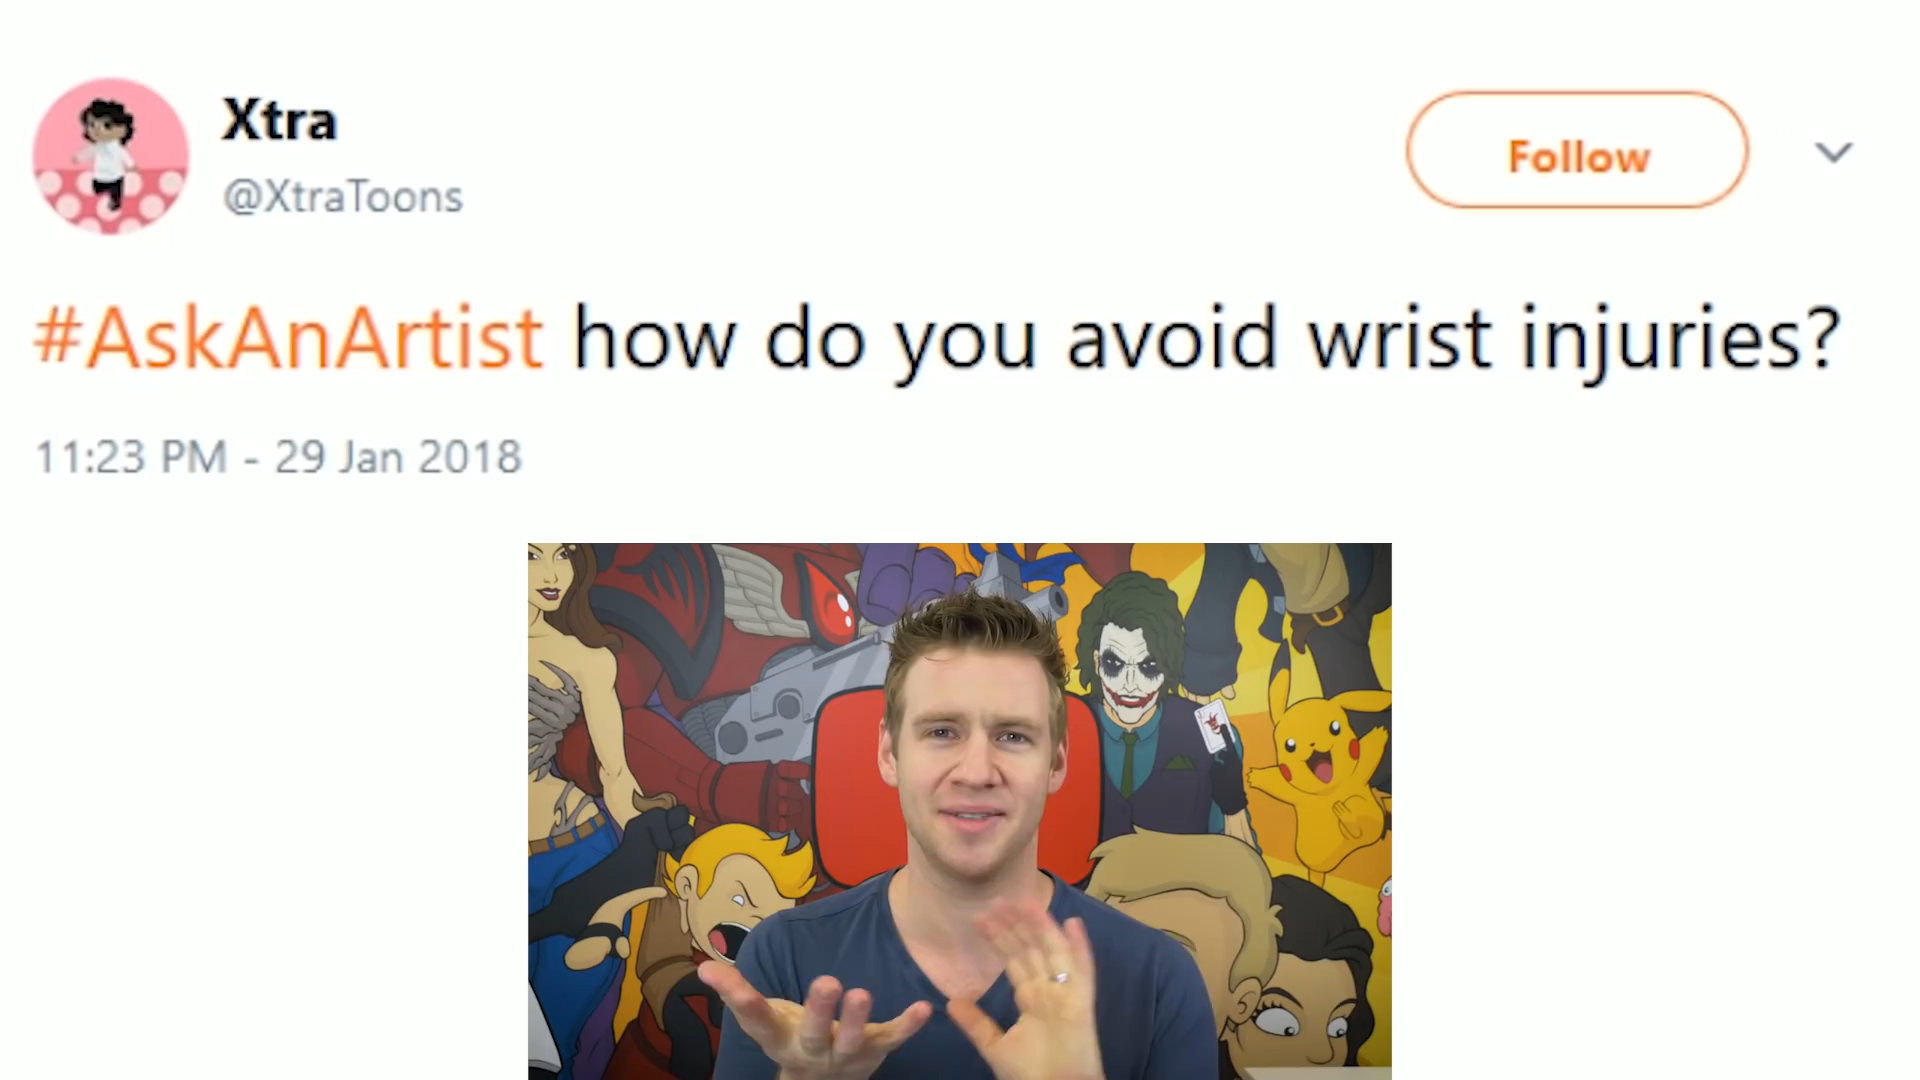 Xtra
@XtraToons
Follow
#AskAnArtist how do you avoid wrist injuries?
11:23 PM - 29 Jan 2018